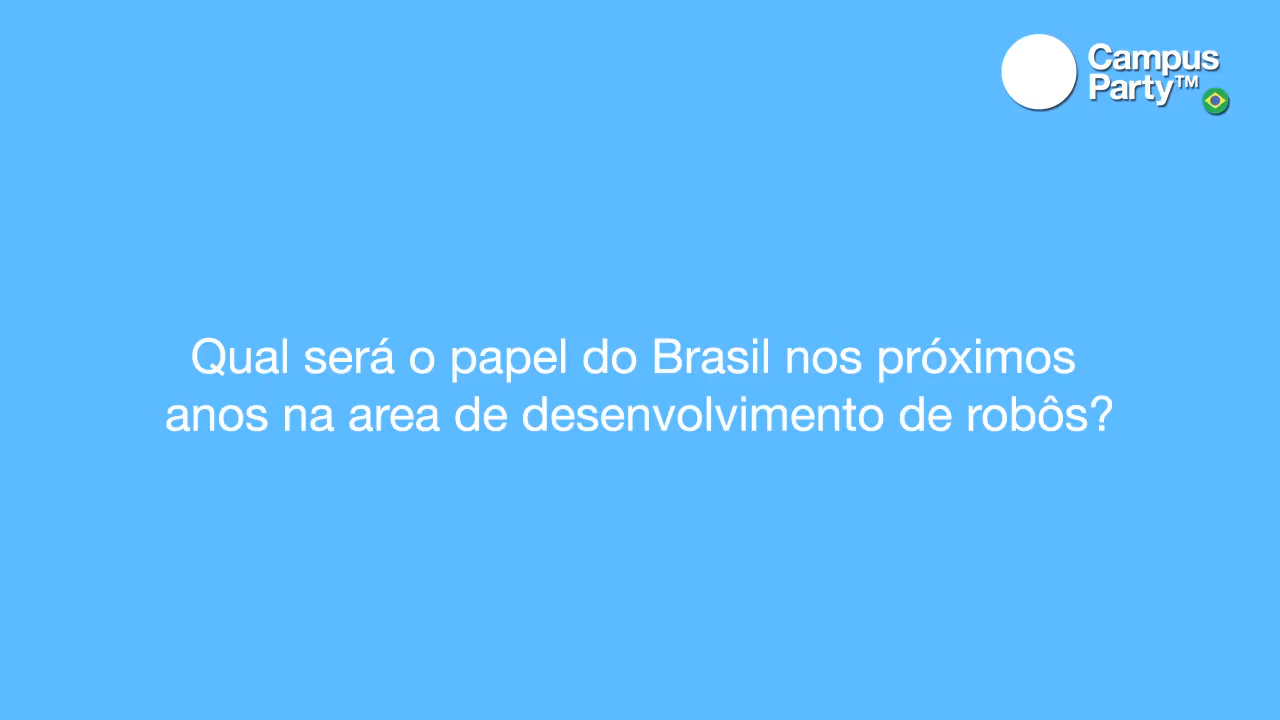 Campus
Party™
Qual será o papel do Brasil nos próximos
anos na area de desenvolvimento de robôs?